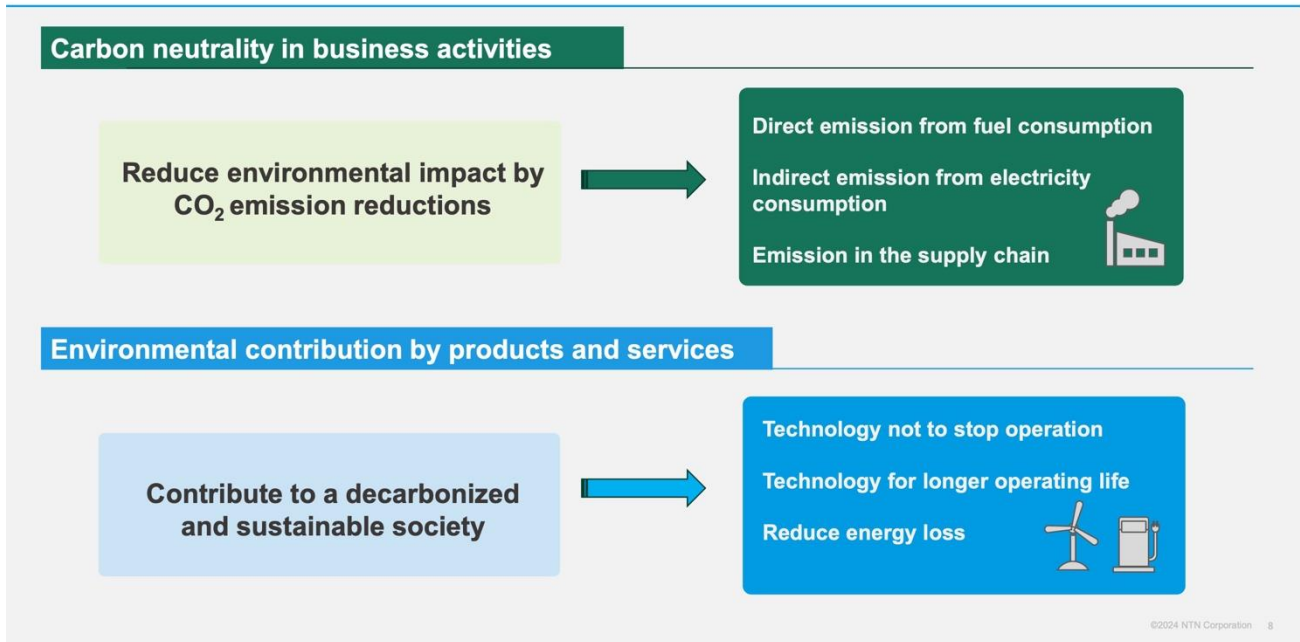 Carbon neutrality in business activities
Reduce environmental impact by
CO₂ emission reductions
Direct emission from fuel consumption
Indirect emission from electricity
consumption
Emission in the supply chain
Environmental contribution by products and services
Contribute to a decarbonized
and sustainable society
Technology not to stop operation
Technology for longer operating life
Reduce energy loss
©2024 NTN Corporation 8